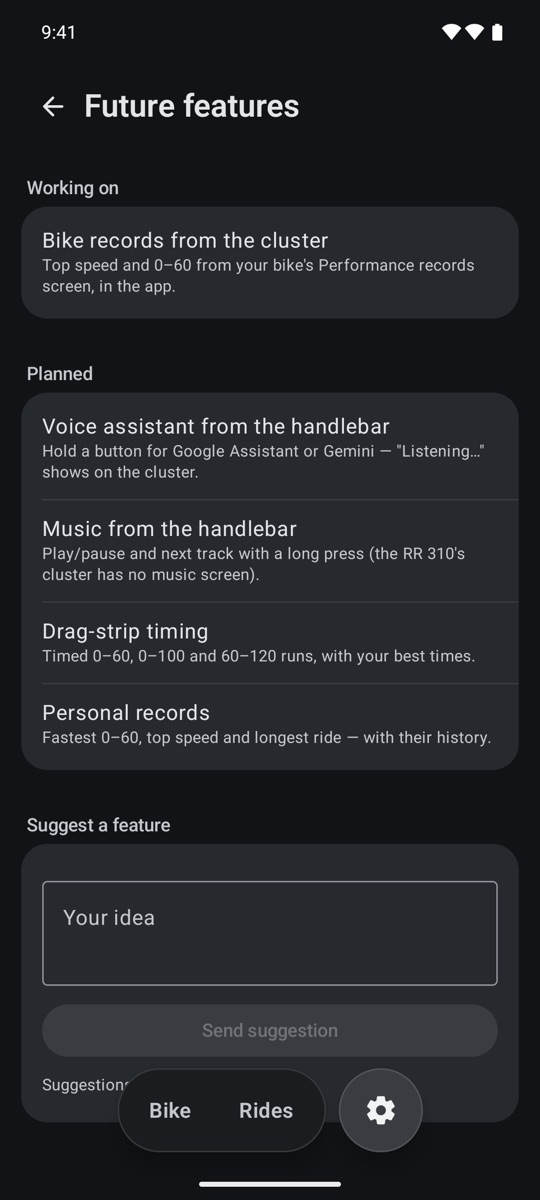 9:41
Future features
Working on
Bike records from the cluster
Top speed and 0–60 from your bike's Performance records
screen, in the app.
Planned
Voice assistant from the handlebar
Hold a button for Google Assistant or Gemini — "Listening…"
shows on the cluster.
Music from the handlebar
Play/pause and next track with a long press (the RR 310's
cluster has no music screen).
Drag-strip timing
Timed 0–60, 0–100 and 60–120 runs, with your best times.
Personal records
Fastest 0–60, top speed and longest ride — with their history.
Suggest a feature
Your idea
Send suggestion
Suggestions
Bike
Rides